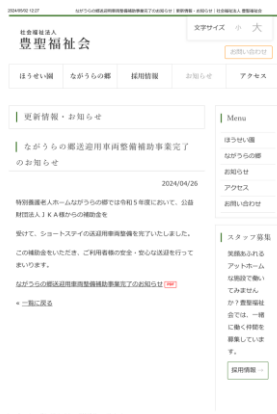 2024/05/02 12:27
ながうらの郷送迎用車両整備補助事業完了のお知らせ | 更新情報・お知らせ | 社会福祉法人 豊聖福祉会
文字サイズ 小 大
社会福祉法人
豊聖福祉会
お問い合わせ
ほうせい園 ながうらの郷 採用情報 お知らせ アクセス
更新情報・お知らせ
ながうらの郷送迎用車両整備補助事業完了
のお知らせ
2024/04/26
特別養護老人ホームながうらの郷では令和5年度において、公益
財団法人JKA様からの補助金を
受けて、ショートステイの送迎用車両整備を完了いたしました。
この補助金をいただき、ご利用者様の安全・安心な送迎を行って
まいります。
ながうらの郷送迎用車両整備補助事業完了のお知らせ
« 一覧に戻る
Menu
ほうせい園
ながうらの郷
お知らせ
アクセス
お問い合わせ
スタッフ募集
笑顔あふれる
アットホーム
な施設で働い
てみません
か?豊聖福祉
会では、一緒
に働く仲間を
募集していま
す。
採用情報 →